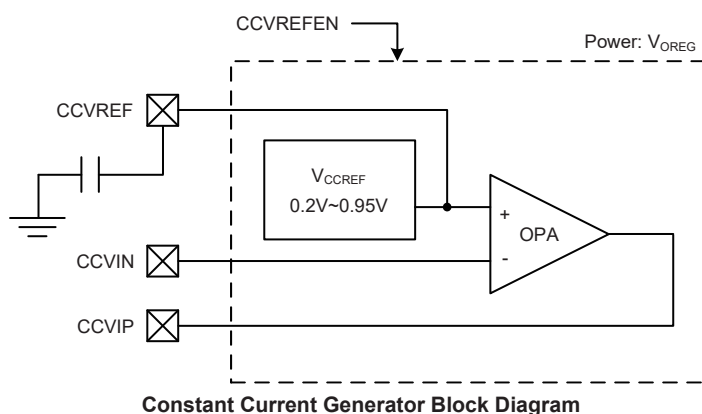 CCVREFEN
Power: VOREG
CCVREF
VCCREF
0.2V~0.95V
+
OPA
-
CCVIN
CCVIP
Constant Current Generator Block Diagram